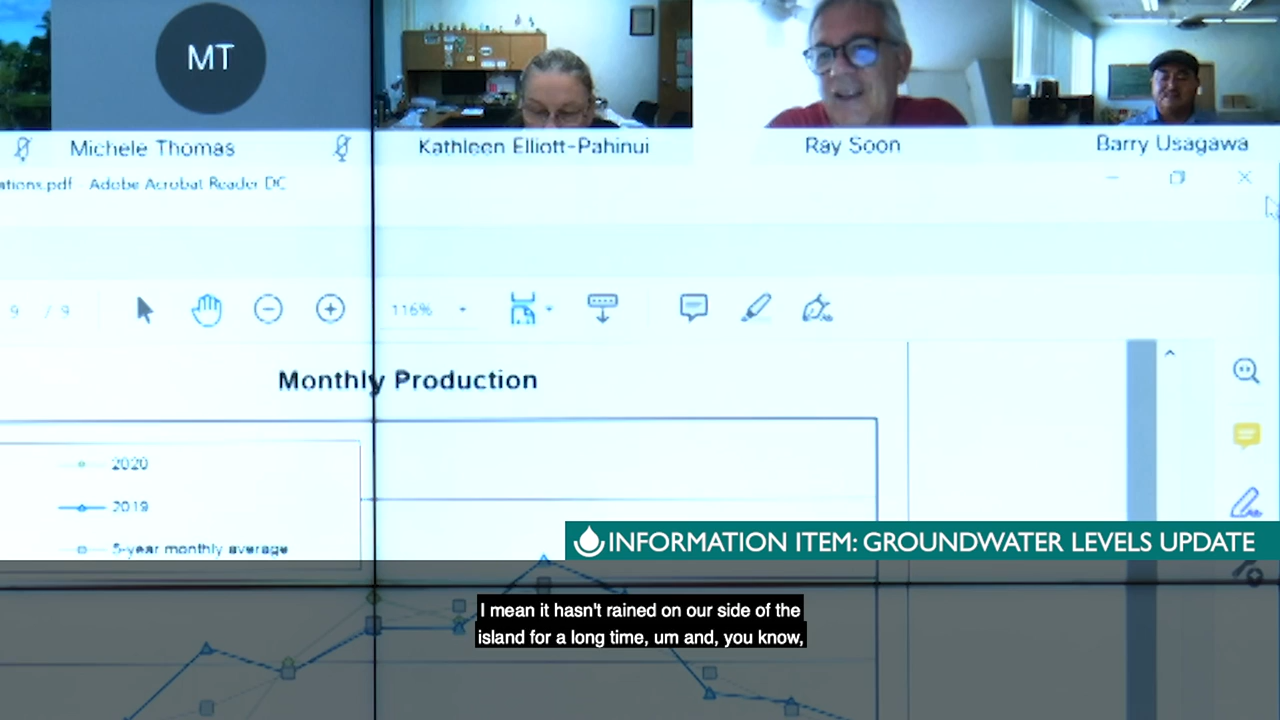 MT
Michele Thomas
Kathleen Elliott-Pahinui
Ray Soon
Barry Usagawa
ations.pdf - Adobe Acrobat Reader DC
9 / 9
116%
Monthly Production
2020
2019
5-year monthly average
INFORMATION ITEM: GROUNDWATER LEVELS UPDATE
I mean it hasn't rained on our side of the
island for a long time, um and, you know,